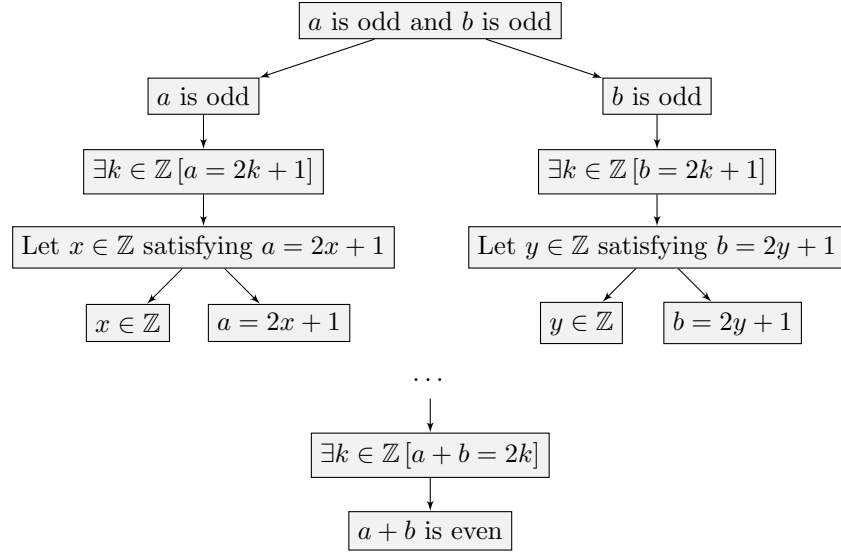 a is odd and b is odd
a is odd
b is odd
∃k ∈ ℤ [a = 2k + 1]
∃k ∈ ℤ [b = 2k + 1]
Let x ∈ ℤ satisfying a = 2x + 1
Let y ∈ ℤ satisfying b = 2y + 1
x ∈ ℤ
a = 2x + 1
y ∈ ℤ
b = 2y + 1
...
∃k ∈ ℤ [a + b = 2k]
a + b is even